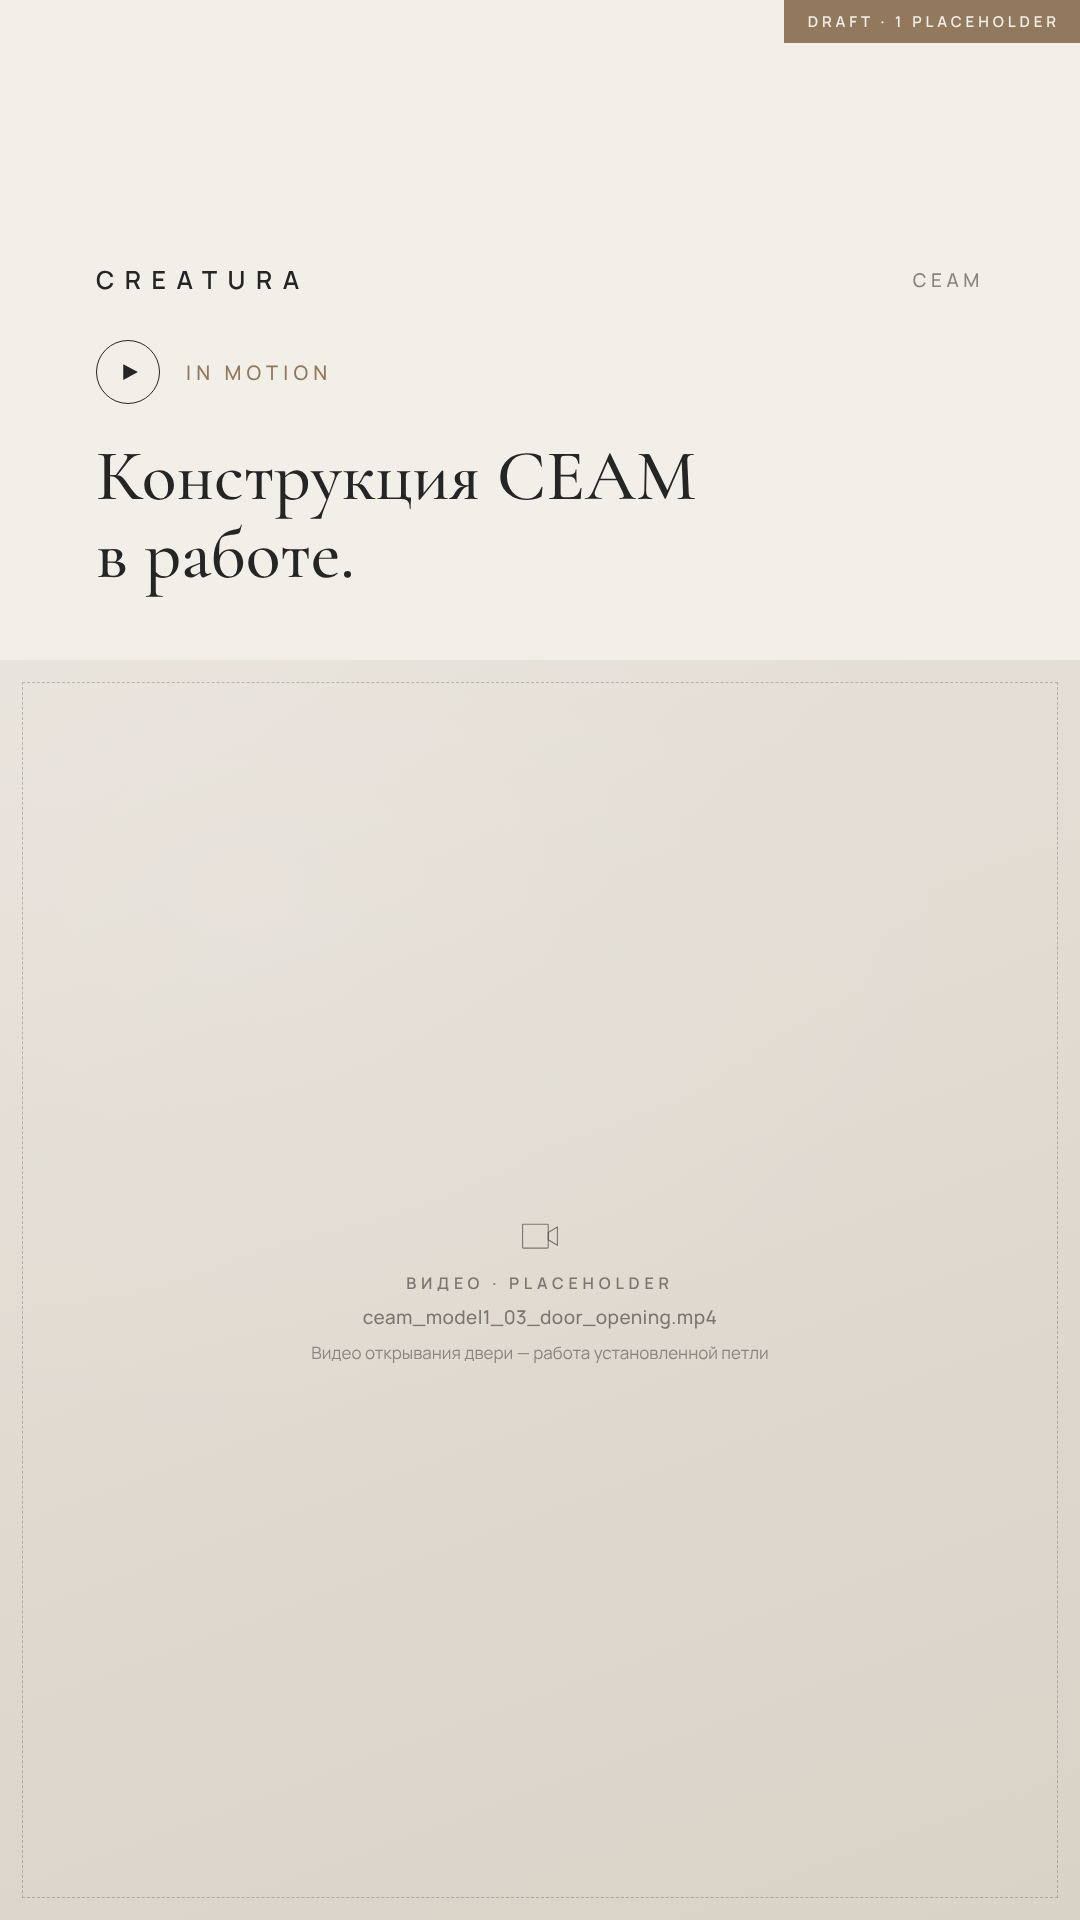 DRAFT · 1 PLACEHOLDER
CREATURA
CEAM
IN MOTION
Конструкция CEAM
в работе.
ВИДЕО · PLACEHOLDER
ceam_model1_03_door_opening.mp4
Видео открывания двери — работа установленной петли